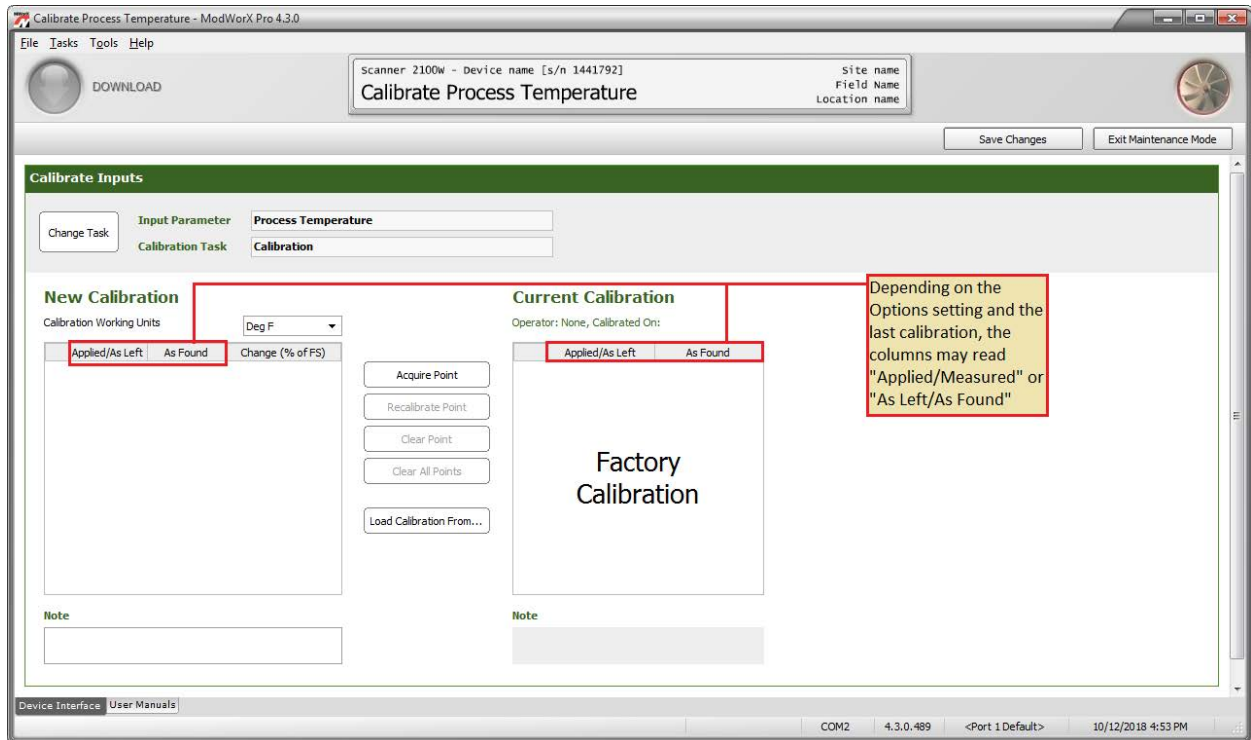 Calibrate Process Temperature - ModWorX Pro 4.3.0
File Tasks Tools Help
DOWNLOAD
Scanner 2100W - Device name [s/n 1441792]
Calibrate Process Temperature
Site name
Field Name
Location name
Save Changes
Exit Maintenance Mode
Calibrate Inputs
Change Task
Input Parameter Process Temperature
Calibration Task Calibration
New Calibration
Calibration Working Units Deg F
Applied/As Left As Found Change (% of FS)
Acquire Point
Recalibrate Point
Clear Point
Clear All Points
Load Calibration From...
Current Calibration
Operator: None, Calibrated On:
Applied/As Left As Found
Factory
Calibration
Depending on the
Options setting and the
last calibration, the
columns may read
"Applied/Measured" or
"As Left/As Found"
Note
Note
Device Interface User Manuals
COM2 4.3.0.489 <Port 1 Default> 10/12/2018 4:53 PM